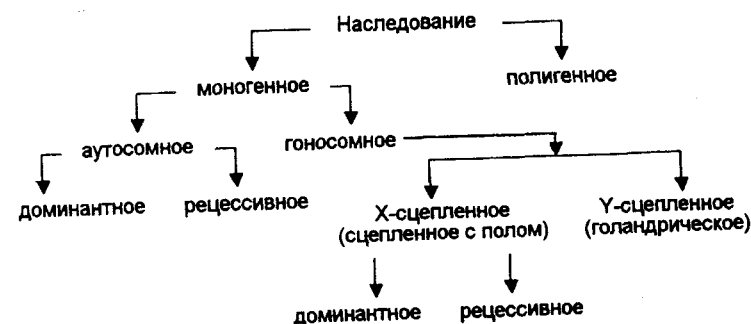 Наследование
моногенное
полигенное
аутосомное
гоносомное
доминантное
рецессивное
X-сцепленное
(сцепленное с полом)
Y-сцепленное
(голандрическое)
доминантное
рецессивное